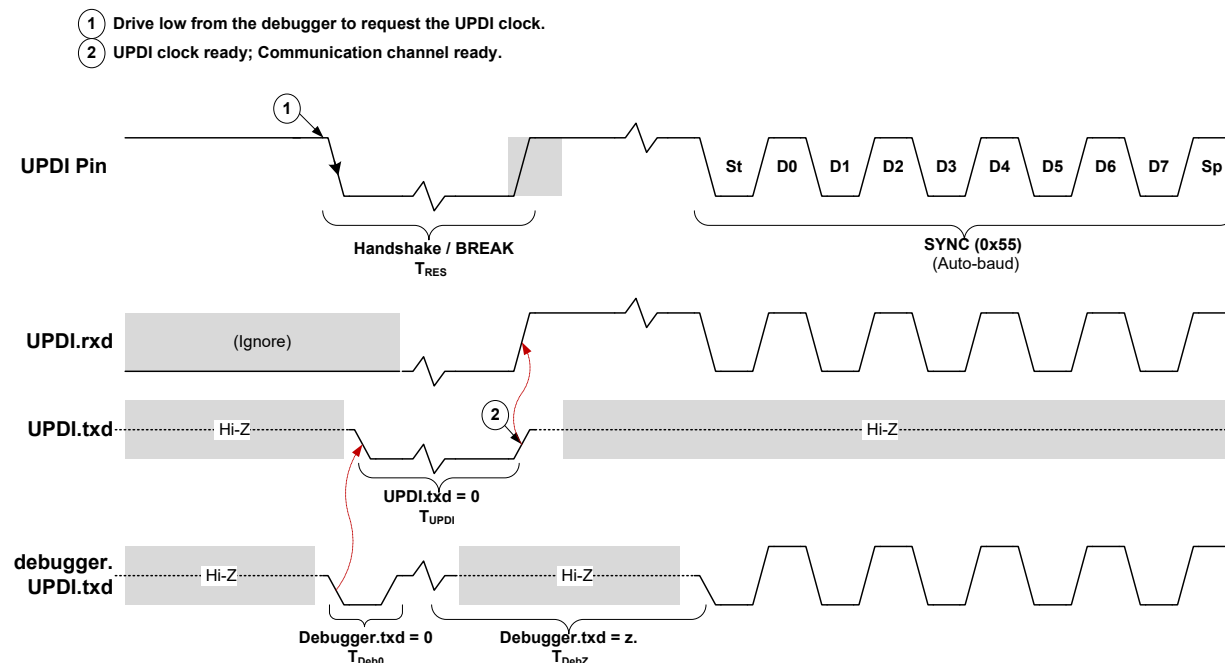 1 Drive low from the debugger to request the UPDI clock.
2 UPDI clock ready; Communication channel ready.
1
UPDI Pin
St D0 D1 D2 D3 D4 D5 D6 D7 Sp
Handshake / BREAK
TRES
SYNC (0x55)
(Auto-baud)
UPDI.rxd
(Ignore)
2
UPDI.txd
Hi-Z
Hi-Z
UPDI.txd = 0
TUPDI
debugger.
UPDI.txd
Hi-Z
Hi-Z
Debugger.txd = 0
TDeb0
Debugger.txd = z.
TDebZ